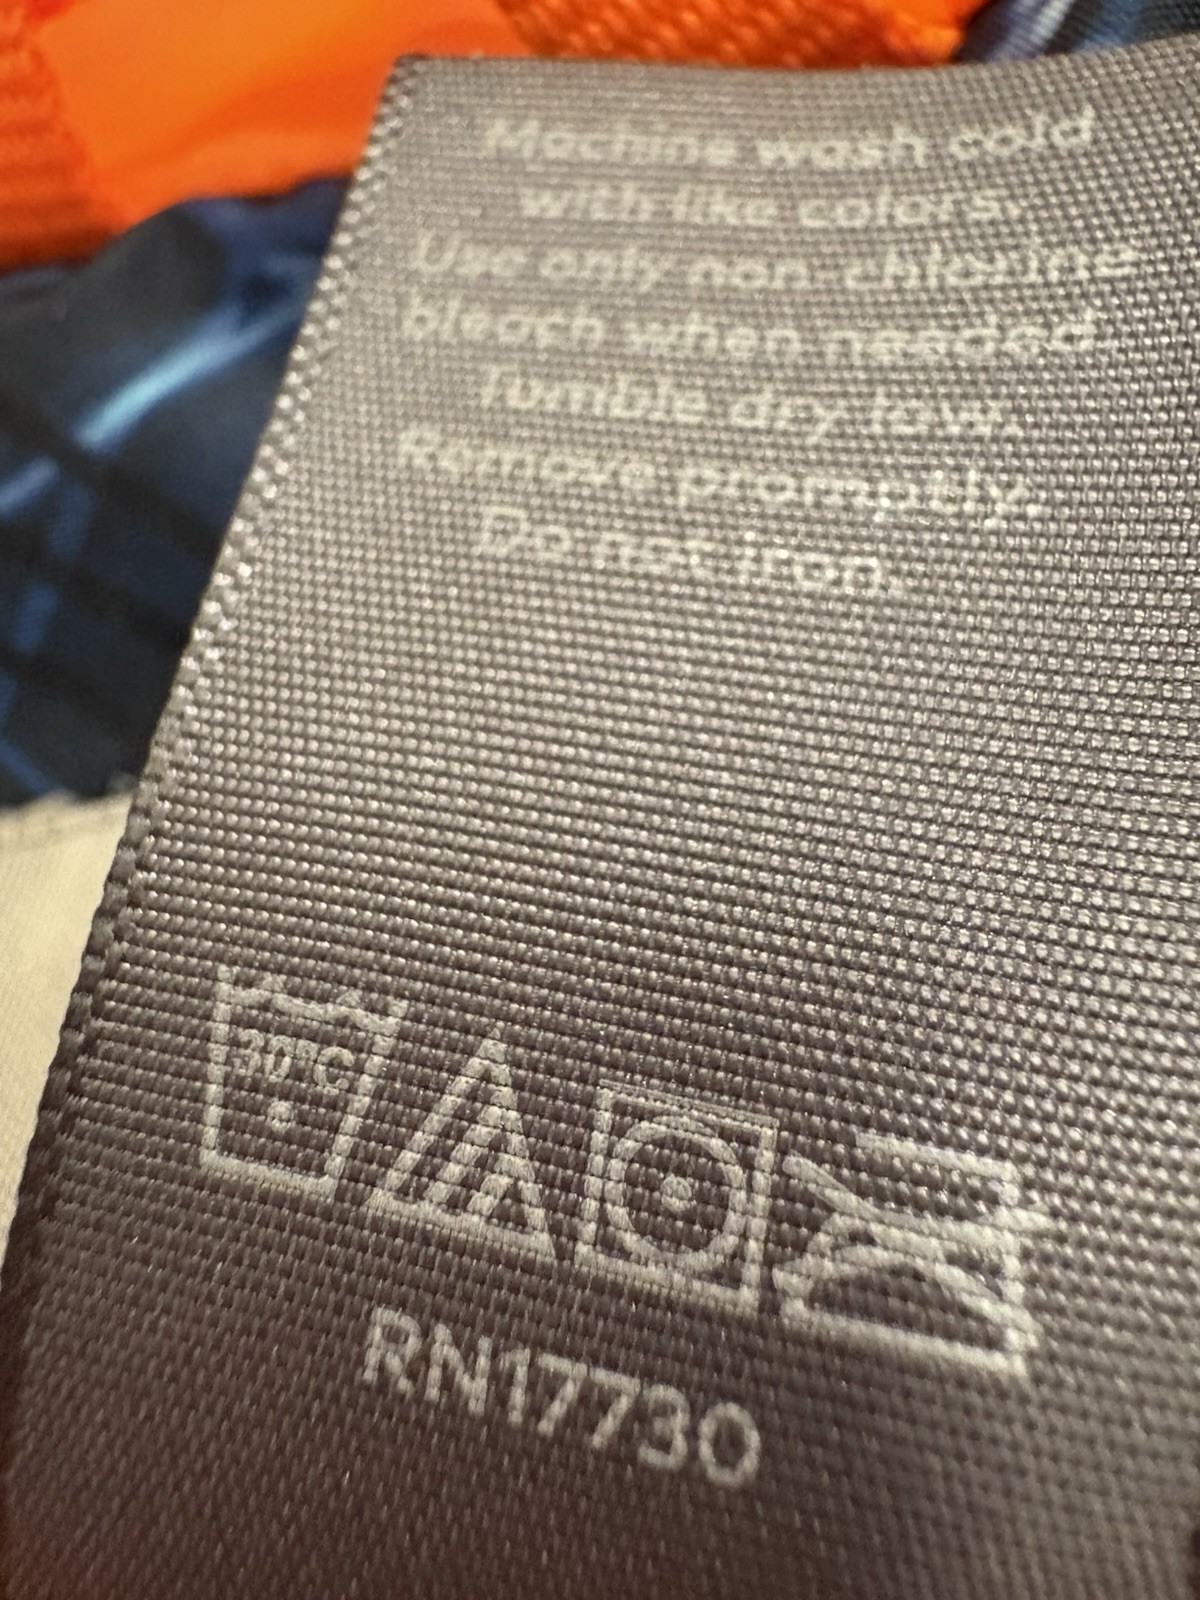 Machine wash cold
with like colors.
Use only non-chlorine
bleach when needed
Tumble dry low.
Remove promptly.
Do not iron.
30°C
RN17730